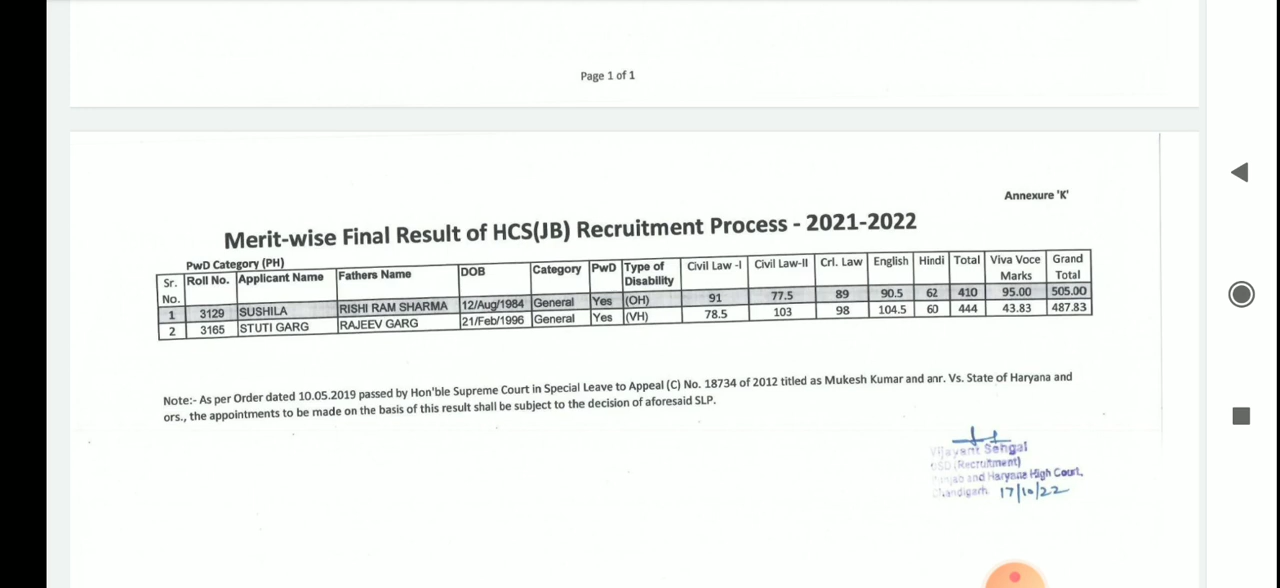 Page 1 of 1
Annexure 'K'
Merit-wise Final Result of HCS(JB) Recruitment Process - 2021-2022
PwD Category (PH)
Sr. No. Roll No. Applicant Name Fathers Name DOB Category PwD Type of Disability Civil Law -I Civil Law-II Crl. Law English Hindi Total Viva Voce Marks Grand Total
1 3129 SUSHILA RISHI RAM SHARMA 12/Aug/1984 General Yes (OH) 91 77.5 89 90.5 62 410 95.00 505.00
2 3165 STUTI GARG RAJEEV GARG 21/Feb/1996 General Yes (VH) 78.5 103 98 104.5 60 444 43.83 487.83
Note:- As per Order dated 10.05.2019 passed by Hon'ble Supreme Court in Special Leave to Appeal (C) No. 18734 of 2012 titled as Mukesh Kumar and anr. Vs. State of Haryana and
ors., the appointments to be made on the basis of this result shall be subject to the decision of aforesaid SLP.
Vijayant Sehgal
OSD (Recruitment)
Punjab and Haryana High Court,
Chandigarh 17/10/22